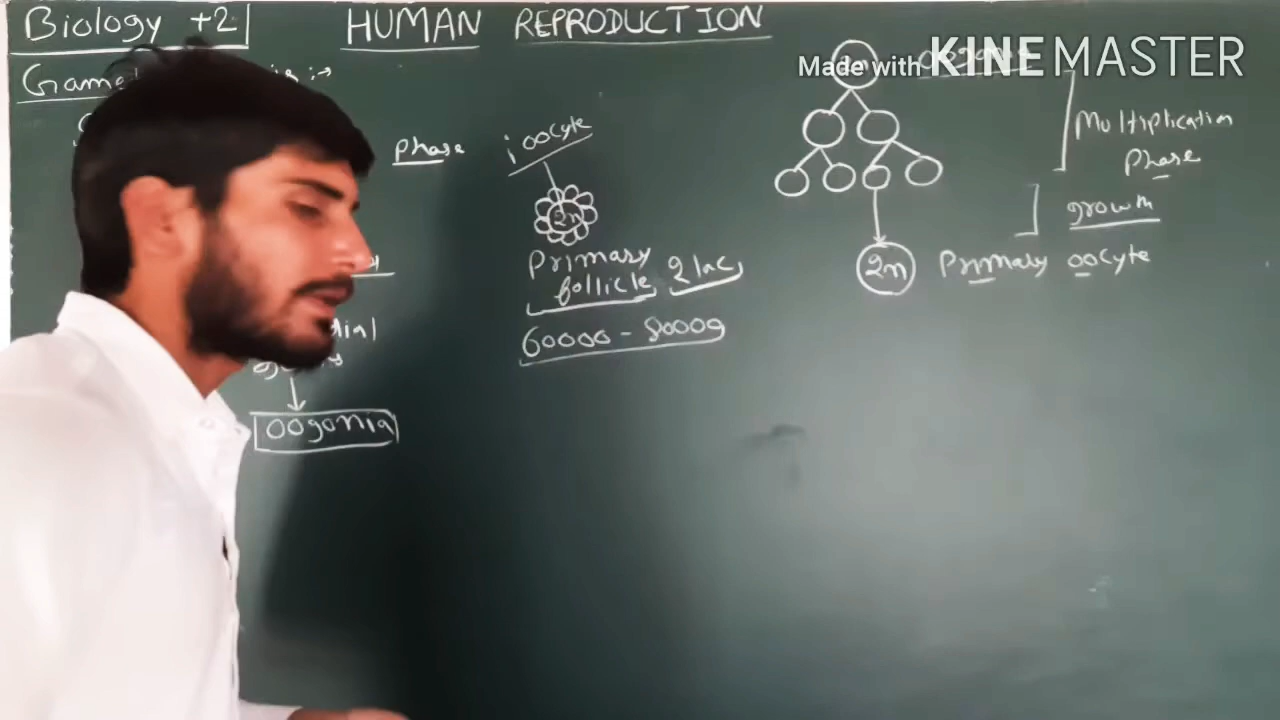 Biology +2
HUMAN REPRODUCTION
Made with KINEMASTER
Phase
1° oocyte
2n
Primary
follicle 2 lac
60000 - 80000
oogonia
Multiplication
Phase
growth
2n Primary oocyte